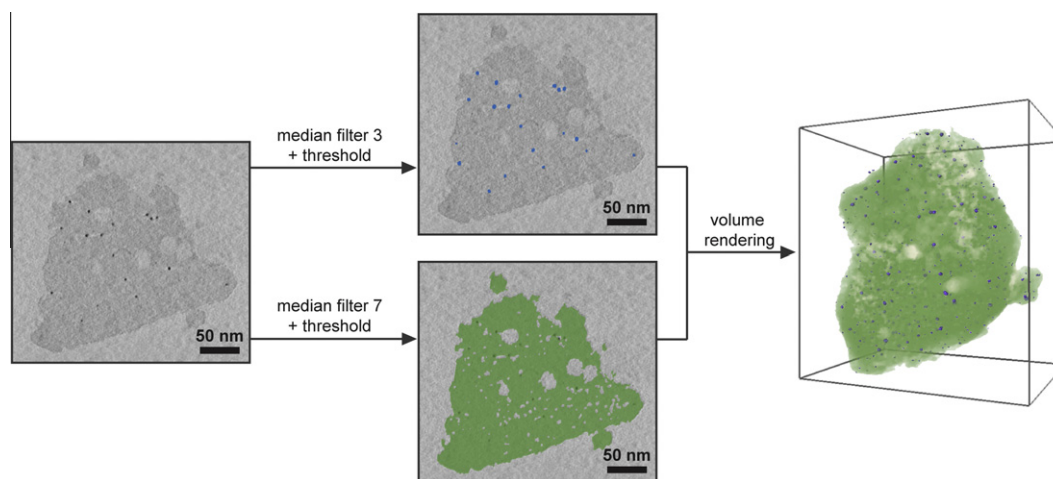 50 nm
median filter 3
+ threshold
50 nm
median filter 7
+ threshold
50 nm
volume
rendering